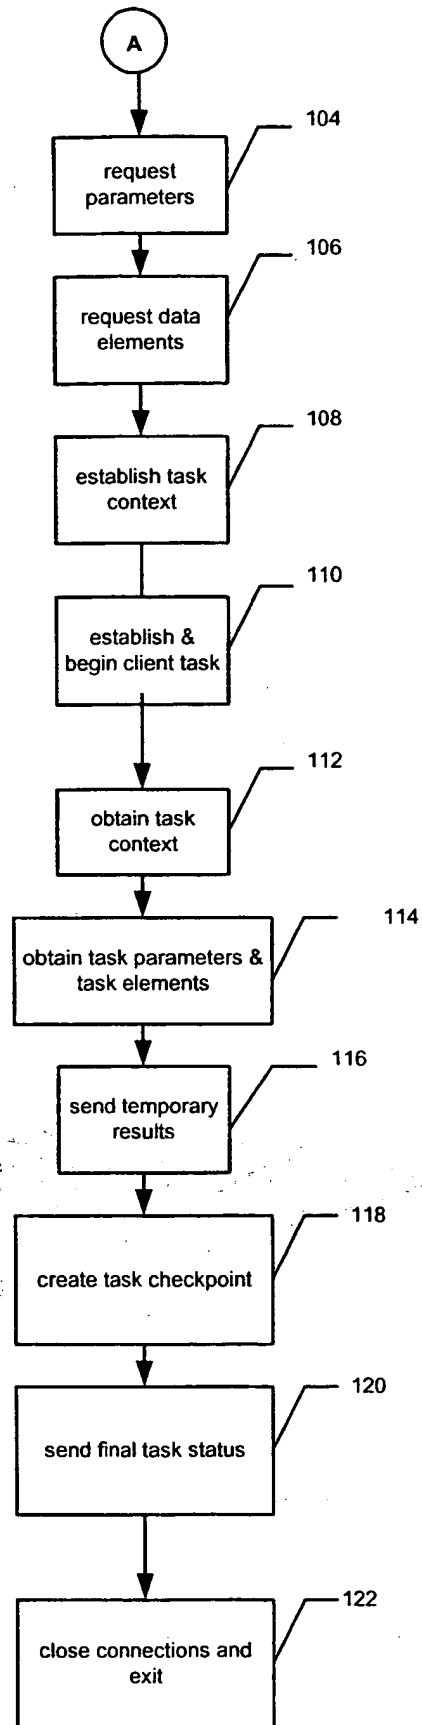 A
104
request
parameters
106
request data
elements
108
establish task
context
110
establish &
begin client task
112
obtain task
context
114
obtain task parameters &
task elements
116
send temporary
results
118
create task checkpoint
120
send final task status
122
close connections and
exit